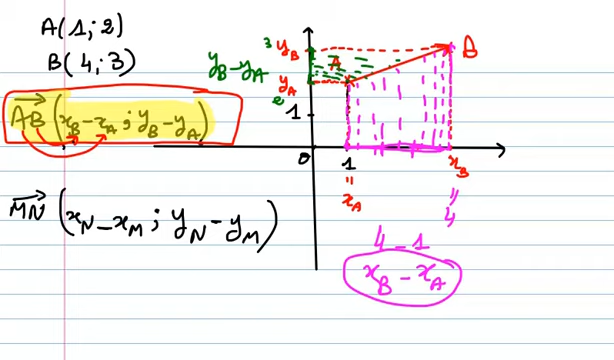 A(1;2)
B(4;3)
AB (xB-xA ; yB-yA)
MN (xN-xM ; yN-yM)
yB-yA
3 yB
yA
2
1
A
B
0
1
=
xA
xB
=
4
4-1
xB-xA